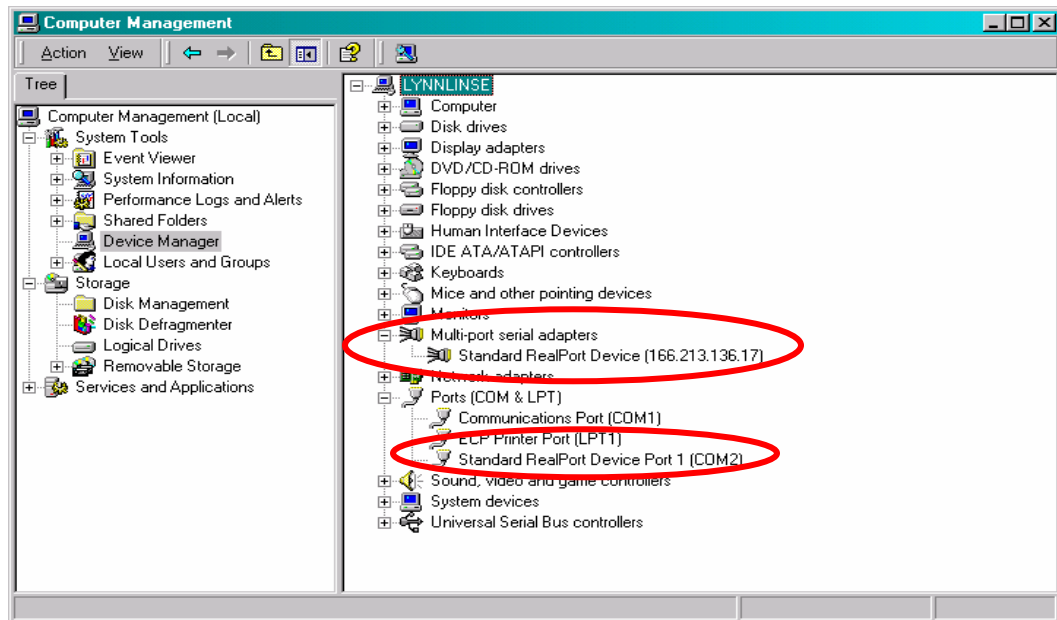 Computer Management
Action View
Tree
Computer Management (Local)
System Tools
Event Viewer
System Information
Performance Logs and Alerts
Shared Folders
Device Manager
Local Users and Groups
Storage
Disk Management
Disk Defragmenter
Logical Drives
Removable Storage
Services and Applications
LYNNLINSE
Computer
Disk drives
Display adapters
DVD/CD-ROM drives
Floppy disk controllers
Floppy disk drives
Human Interface Devices
IDE ATA/ATAPI controllers
Keyboards
Mice and other pointing devices
Monitors
Multi-port serial adapters
Standard RealPort Device (166.213.136.17)
Network adapters
Ports (COM & LPT)
Communications Port (COM1)
ECP Printer Port (LPT1)
Standard RealPort Device Port 1 (COM2)
Sound, video and game controllers
System devices
Universal Serial Bus controllers